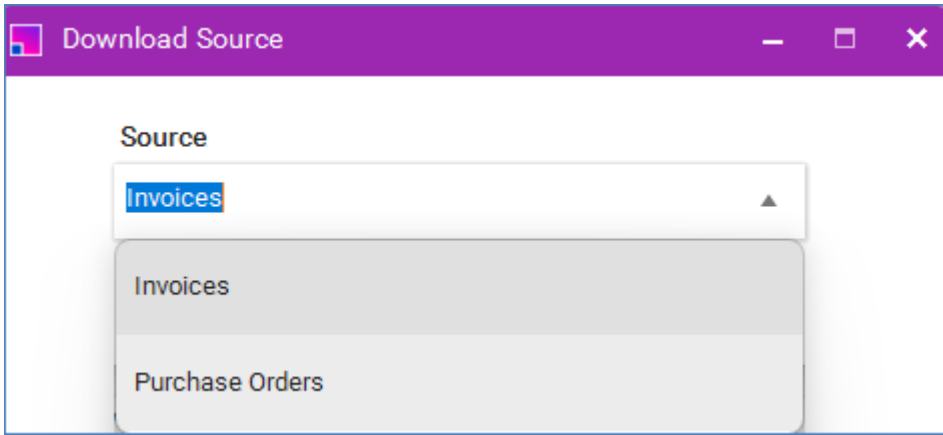 Download Source
Source
Invoices
Invoices
Purchase Orders